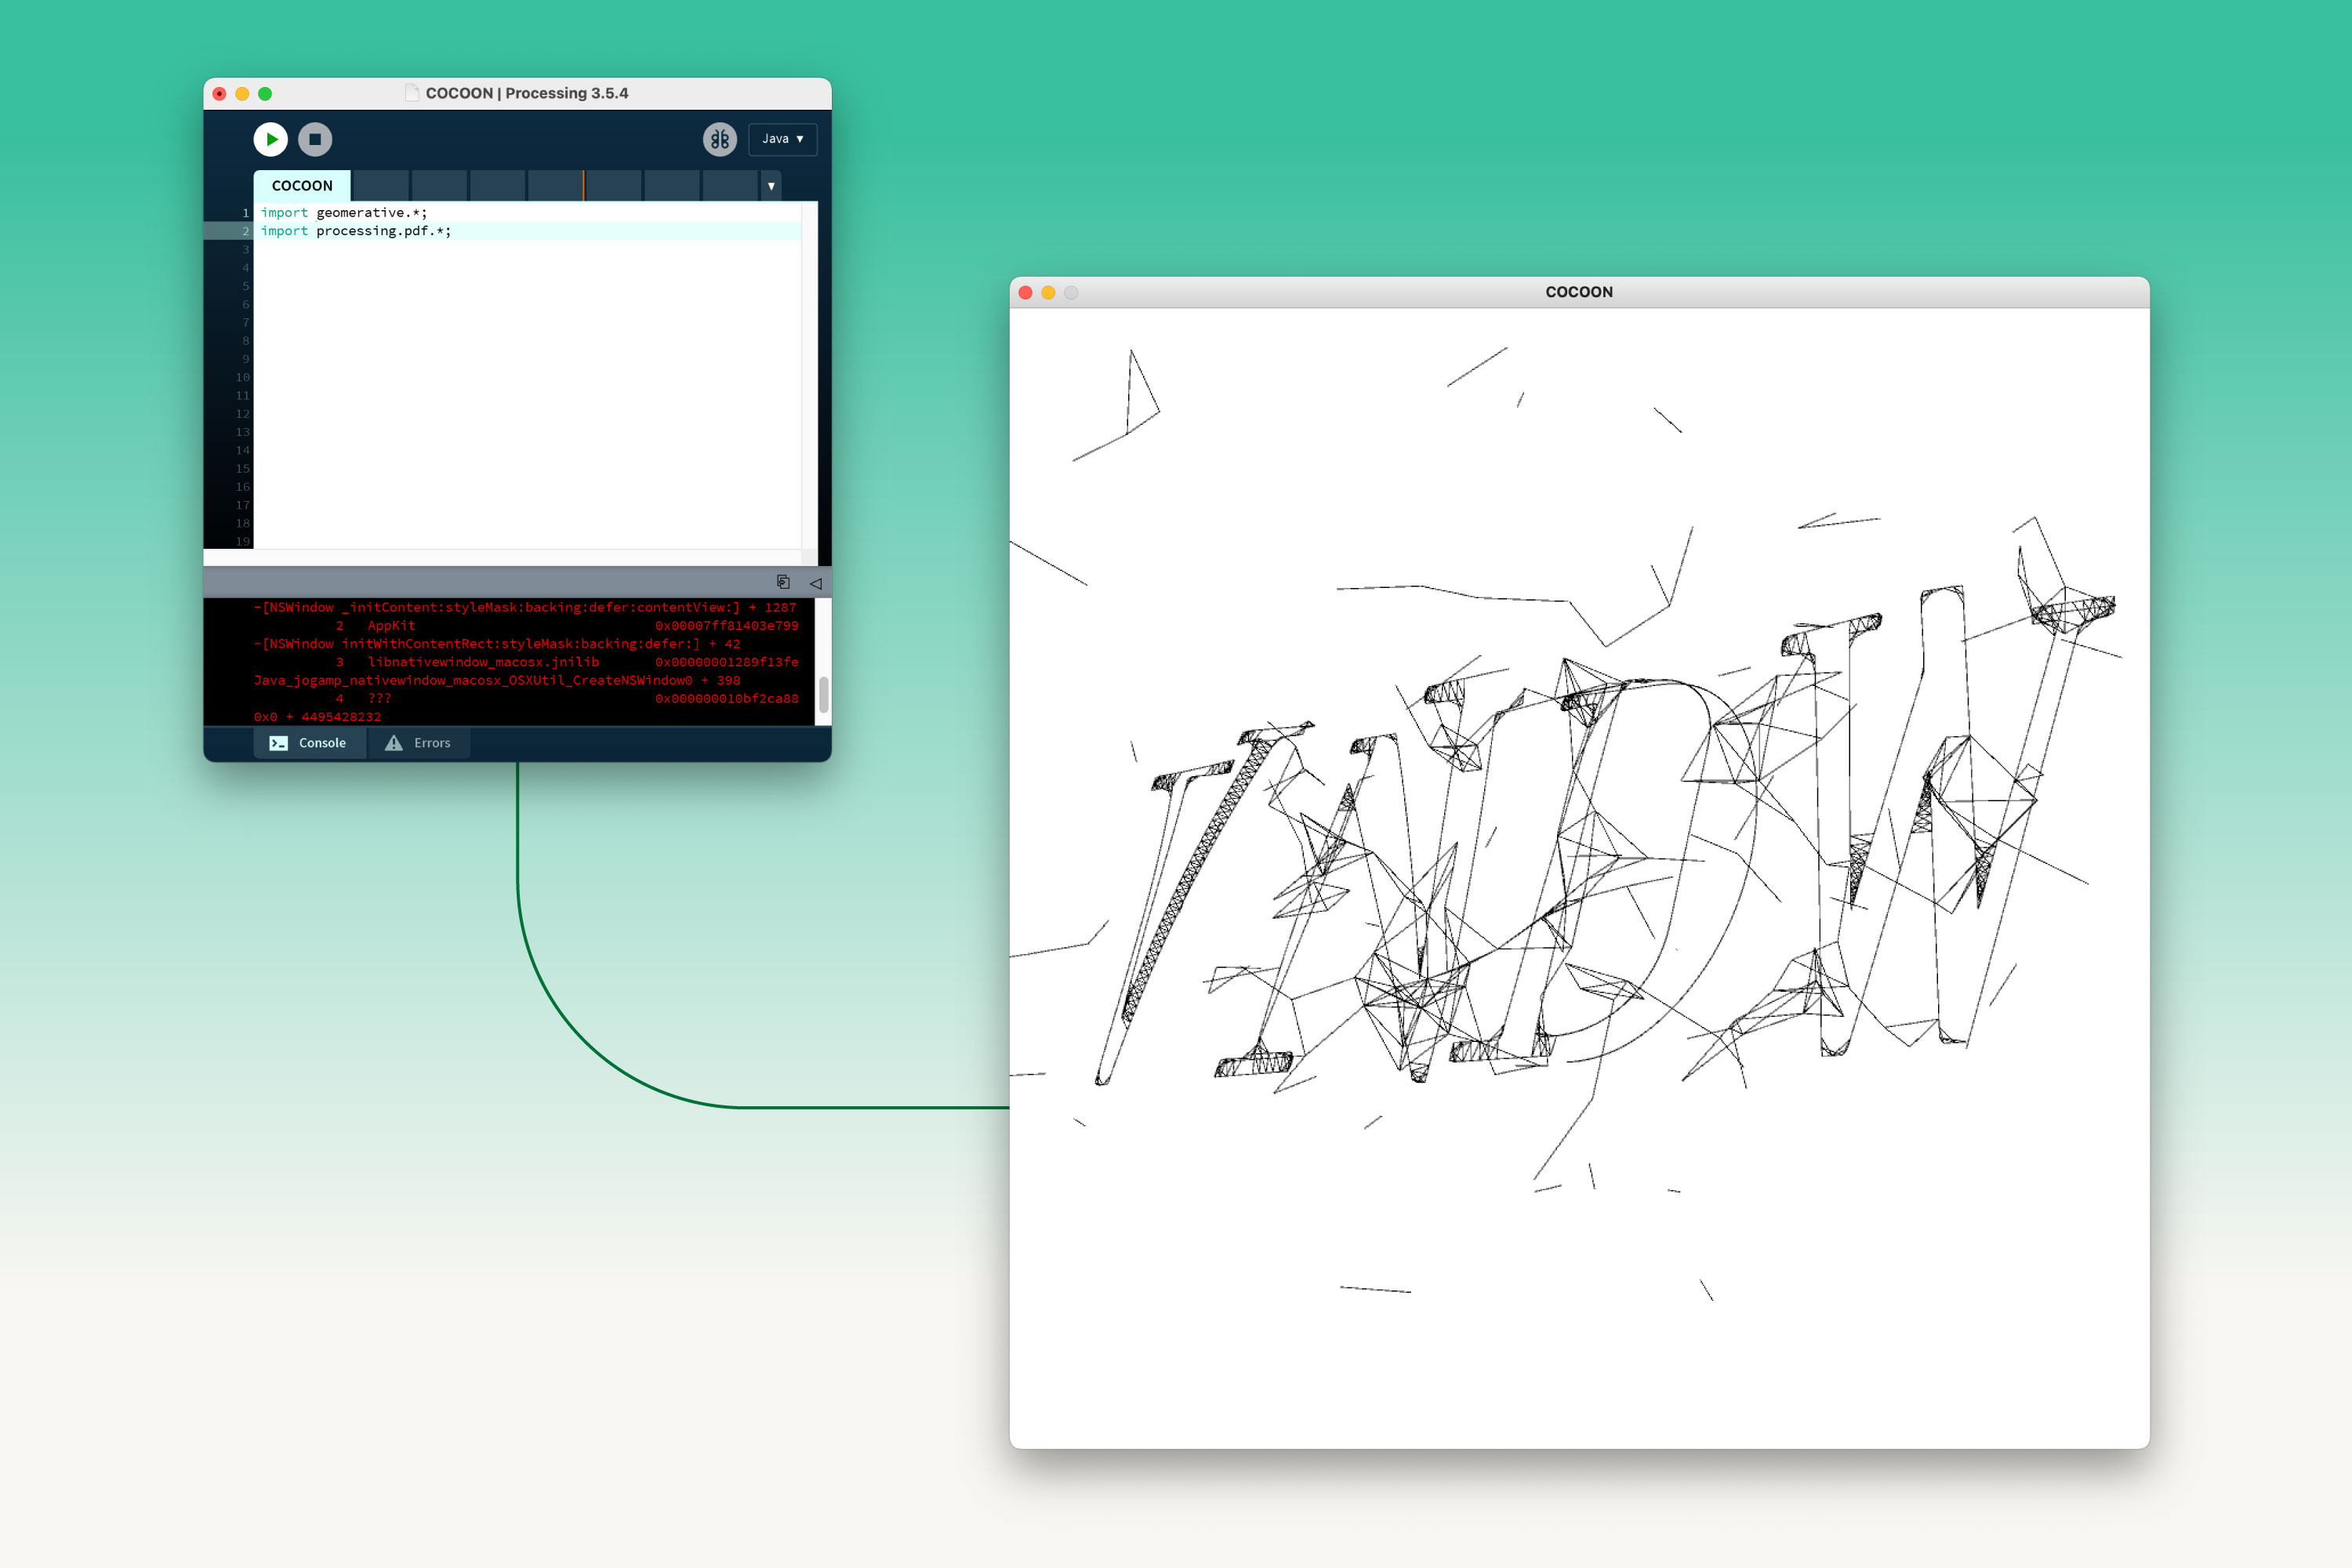 COCOON | Processing 3.5.4
Java ▼
COCOON
▼
1 import geomerative.*;
2 import processing.pdf.*;
3
4
5
6
7
8
9
10
11
12
13
14
15
16
17
18
19
-[NSWindow _initContent:styleMask:backing:defer:contentView:] + 1287
2 AppKit 0x00007ff81403e799
-[NSWindow initWithContentRect:styleMask:backing:defer:] + 42
3 libnativewindow_macosx.jnilib 0x00000001289f13fe
Java_jogamp_nativewindow_macosx_OSXUtil_CreateNSWindow0 + 398
4 ??? 0x000000010bf2ca88
0x0 + 4495428232
Console Errors
COCOON